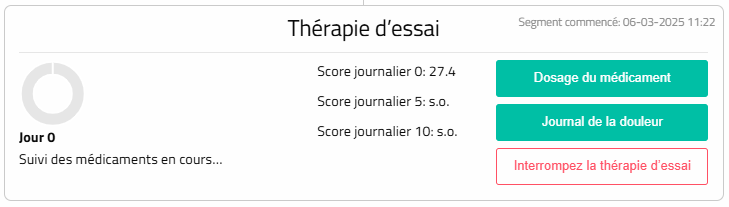 Thérapie d'essai
Segment commencé: 06-03-2025 11:22
Score journalier 0: 27.4
Score journalier 5: s.o.
Score journalier 10: s.o.
Jour 0
Suivi des médicaments en cours...
Dosage du médicament
Journal de la douleur
Interrompez la thérapie d'essai